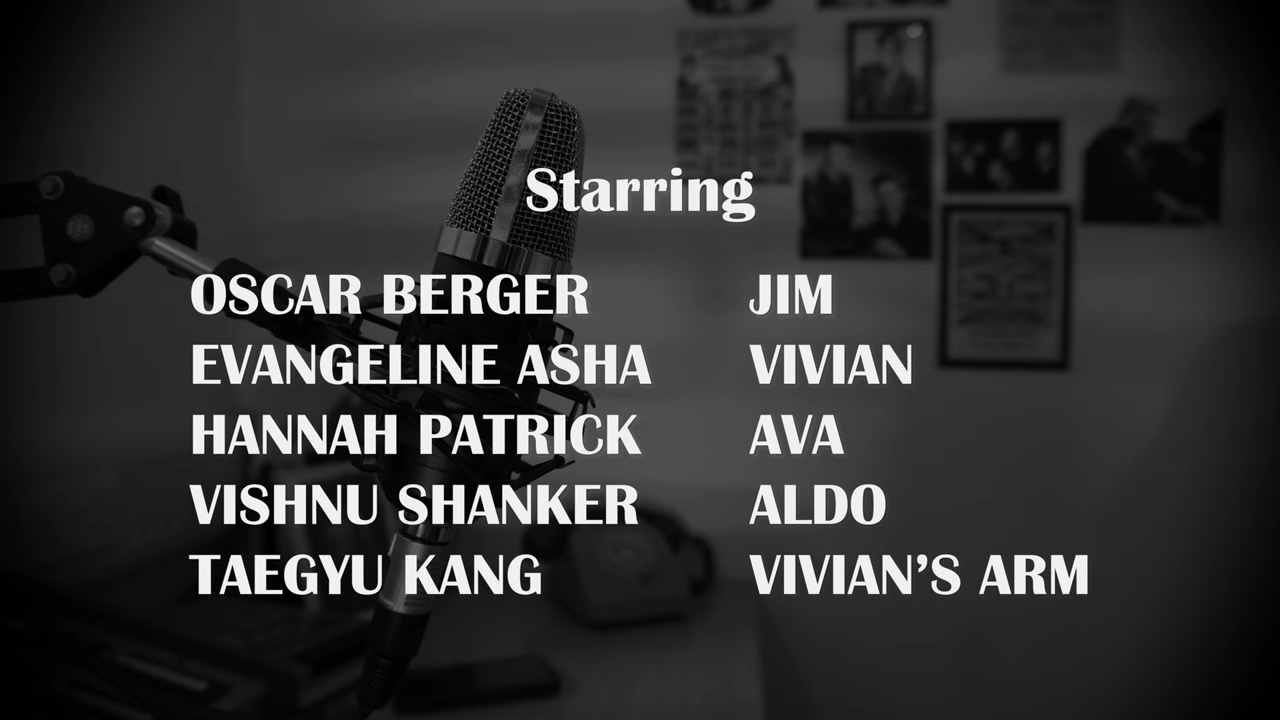 Starring
OSCAR BERGER JIM
EVANGELINE ASHA VIVIAN
HANNAH PATRICK AVA
VISHNU SHANKER ALDO
TAEGYU KANG VIVIAN’S ARM